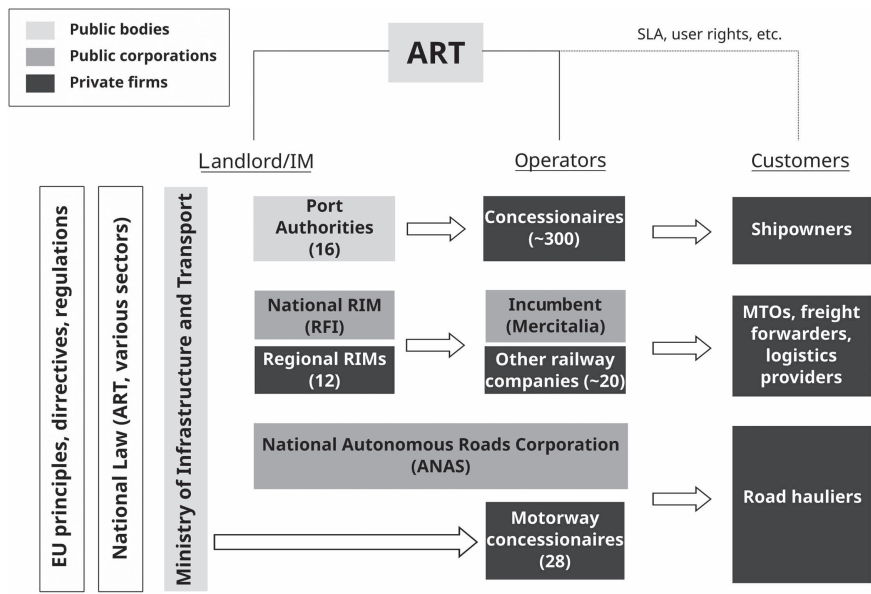 Public bodies
Public corporations
Private firms
ART
SLA, user rights, etc.
Landlord/IM
Operators
Customers
EU principles, dirrectives, regulations
National Law (ART, various sectors)
Ministry of Infrastructure and Transport
Port
Authorities
(16)
Concessionaires
(~300)
Shipowners
National RIM
(RFI)
Regional RIMs
(12)
Incumbent
(Mercitalia)
Other railway
companies (~20)
MTOs, freight
forwarders,
logistics
providers
National Autonomous Roads Corporation
(ANAS)
Motorway
concessionaires
(28)
Road hauliers